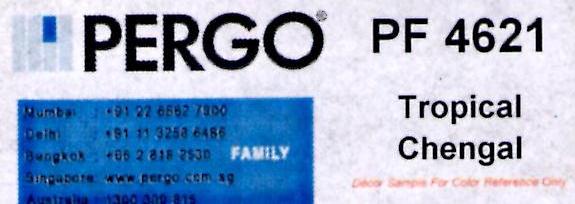 PERGO®
PF 4621
Tropical
Chengal
Décor Sample For Color Reference Only
Mumbai : +91 22 6662 7800
Delhi : +91 11 3258 6486
Bangkok : +66 2 818 2530
FAMILY
Singapore: www.pergo.com.sg
Australia : 1300 309 815